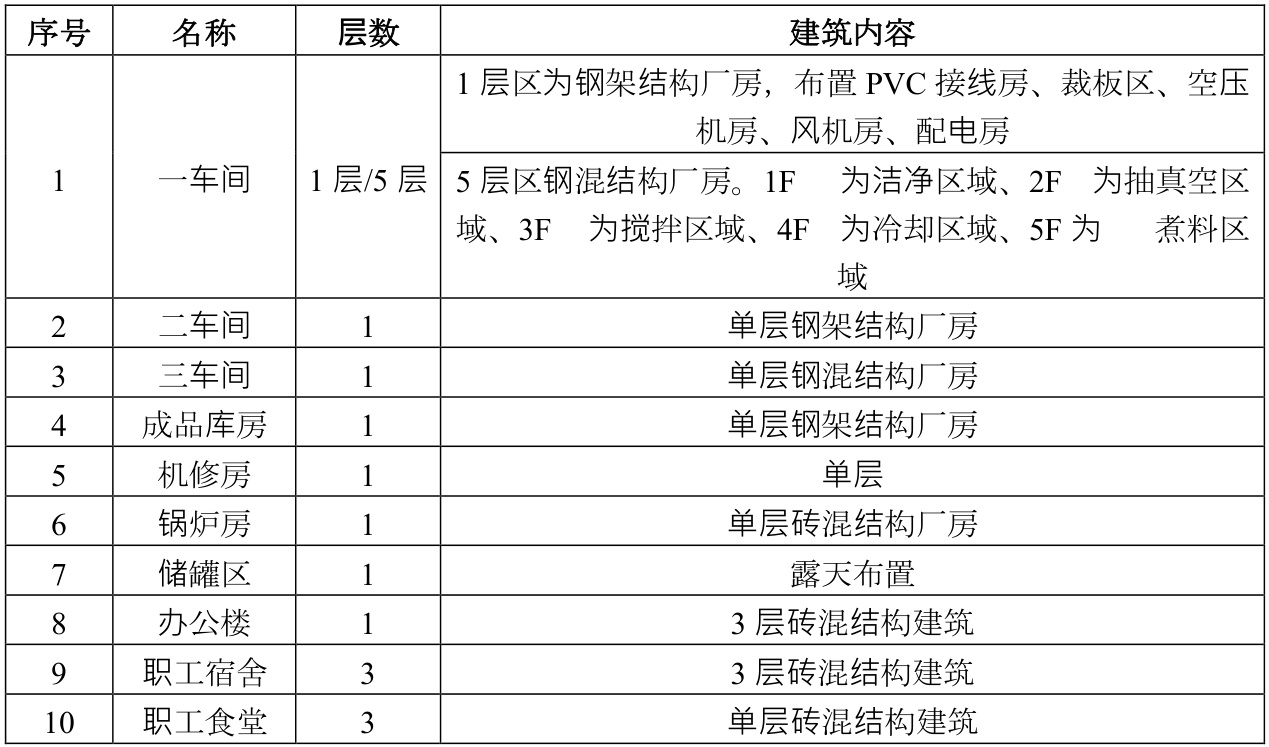 序号 名称 层数 建筑内容
1 一车间 1 层/5 层
1 层区为钢架结构厂房，布置 PVC 接线房、裁板区、空压
机房、风机房、配电房
5 层区钢混结构厂房。1F 为洁净区域、2F 为抽真空区
域、3F 为搅拌区域、4F 为冷却区域、5F 为 煮料区
域
2 二车间 1 单层钢架结构厂房
3 三车间 1 单层钢混结构厂房
4 成品库房 1 单层钢架结构厂房
5 机修房 1 单层
6 锅炉房 1 单层砖混结构厂房
7 储罐区 1 露天布置
8 办公楼 1 3 层砖混结构建筑
9 职工宿舍 3 3 层砖混结构建筑
10 职工食堂 3 单层砖混结构建筑